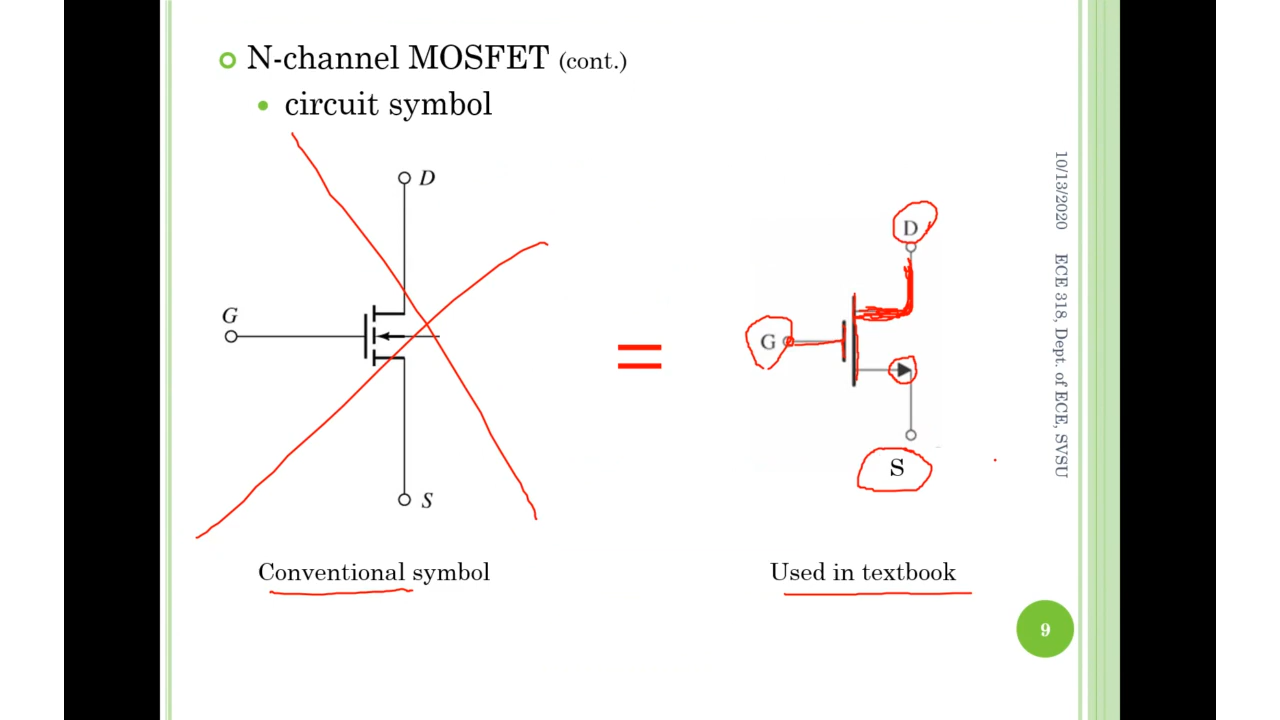 N-channel MOSFET (cont.)
circuit symbol
D
G
S
Conventional symbol
=
D
G
S
Used in textbook
10/13/2020
ECE 318, Dept. of ECE, SVSU
9